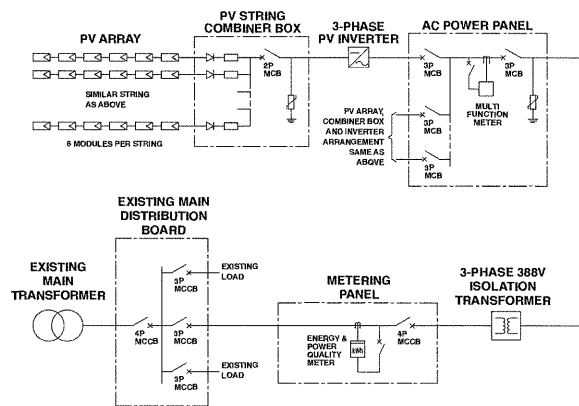 PV ARRAY
PV STRING
COMBINER BOX
3-PHASE
PV INVERTER
AC POWER PANEL
2P
MCB
3P
MCB
3P
MCB
SIMILAR STRING
AS ABOVE
6 MODULES PER STRING
PV ARRAY,
COMBINER BOX
AND INVERTER
ARRANGEMENT
SAME AS
ABOVE
3P
MCB
3P
MCB
MULTI
FUNCTION
METER
EXISTING MAIN
DISTRIBUTION
BOARD
EXISTING
MAIN
TRANSFORMER
3P
MCCB
EXISTING
LOAD
4P
MCCB
3P
MCCB
3P
MCCB
EXISTING
LOAD
METERING
PANEL
ENERGY &
POWER
QUALITY
METER
kWh
4P
MCCB
3-PHASE 388V
ISOLATION
TRANSFORMER